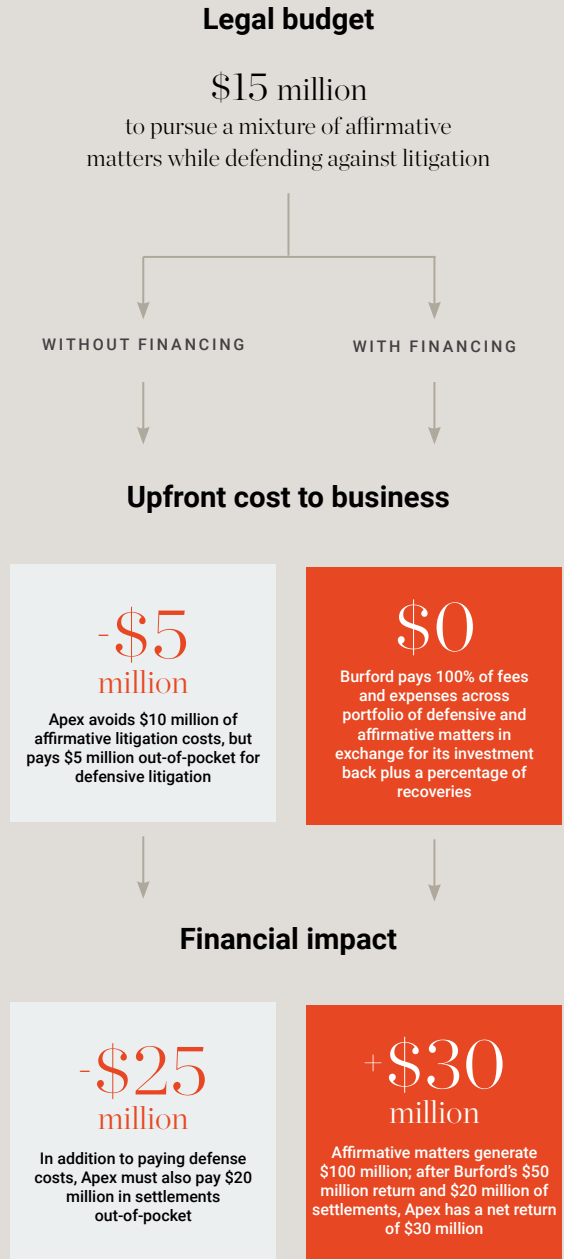 Legal budget
$15 million
to pursue a mixture of affirmative
matters while defending against litigation
WITHOUT FINANCING
WITH FINANCING
Upfront cost to business
-$5
million
Apex avoids $10 million of
affirmative litigation costs, but
pays $5 million out-of-pocket for
defensive litigation
$0
Burford pays 100% of fees
and expenses across
portfolio of defensive and
affirmative matters in
exchange for its investment
back plus a percentage of
recoveries
Financial impact
-$25
million
In addition to paying defense
costs, Apex must also pay $20
million in settlements
out-of-pocket
+$30
million
Affirmative matters generate
$100 million; after Burford's $50
million return and $20 million of
settlements, Apex has a net return
of $30 million